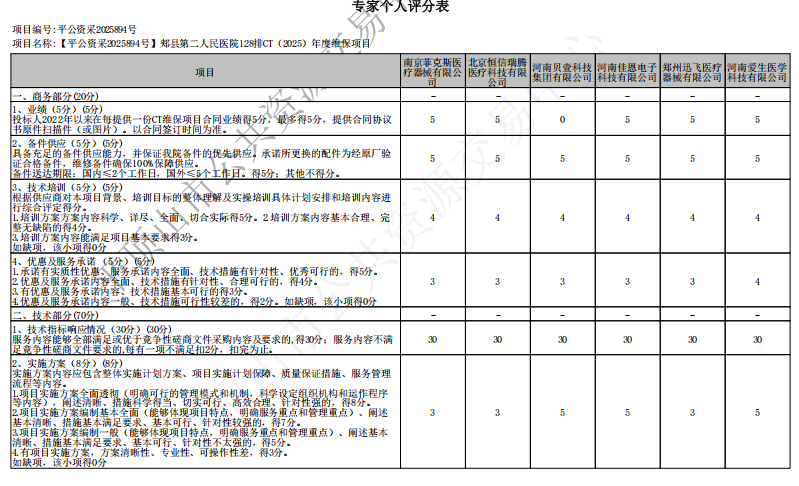 专家个人评分表
项目编号:平公资采2025894号
项目名称:【平公资采2025894号】郏县第二人民医院128排CT（2025）年度维保项目
项目
南京菲克斯医
疗器械有限公
司
北京恒信瑞腾
医疗科技有限
公司
河南贝壹科技
集团有限公司
河南佳恩电子
科技有限公司
郑州迅飞医疗
器械有限公司
河南爱生医学
科技有限公司
一、商务部分(20分) － － － － － －
1、业绩（5分）(5分)
投标人2022年以来在每提供一份CT维保项目合同业绩得5分，最多得5分，提供合同协议
书原件扫描件（或图片）。以合同签订时间为准。
5 5 0 5 5 5
2、备件供应（5分）(5分)
具备充足的备件供应能力，并保证我院备件的优先供应。承诺所更换的配件为经原厂验
证合格备件，维修备件确保100%保障供应。
备件送达期限：国内≤2个工作日，国外≤5个工作日。得5分；其他不得分。
5 5 5 5 5 5
3、技术培训（5分）(5分)
根据供应商对本项目背景、培训目标的整体理解及实操培训具体计划安排和培训内容进
行综合评定得分。
1.培训方案方案内容科学、详尽、全面、切合实际得5分。2培训方案内容基本合理、完
整无缺陷的得4分。
3.培训方案内容能满足项目基本要求得3分。
如缺项，该小项得0分
4 4 4 4 4 4
4、优惠及服务承诺 （5分）(5分)
1.承诺有实质性优惠、服务承诺内容全面、技术措施有针对性、优秀可行的，得5分。
2.优惠及服务承诺内容全面、技术措施有针对性、合理可行的，得4分。
3.有优惠及服务承诺内容、技术措施基本可行的得3分。
4.优惠及服务承诺内容一般、技术措施可行性较差的，得2分。如缺项，该小项得0分
3 3 3 3 3 4
二、技术部分(70分) － － － － － －
1、技术指标响应情况（30分）(30分)
服务内容能够全部满足或优于竞争性磋商文件采购内容及要求的,得30分；服务内容不满
足竞争性磋商文件要求的,每有一项不满足扣2分，扣完为止。
30 30 30 30 30 30
2、实施方案（8分）(8分)
实施方案内容应包含整体实施计划方案、项目实施计划保障、质量保证措施、服务管理
流程等内容。
1.项目实施方案全面透彻（明确可行的管理模式和机制，科学设定组织机构和运作程序
等内容），阐述清晰、措施科学得当、切实可行、高效合理、针对性强的，得8分。
2.项目实施方案编制基本全面（能够体现项目特点，明确服务重点和管理重点）、阐述
基本清晰、措施基本满足要求、基本可行、针对性较强的，得7分。
3.项目实施方案编制一般（能够体现项目特点，明确服务重点和管理重点）、阐述基本
清晰、措施基本满足要求、基本可行、针对性不太强的，得5分。
4.有项目实施方案，方案清晰性、专业性、可操作性差，得3分。
如缺项，该小项得0分
3 3 5 5 3 5
平顶山市公共资源交易中心